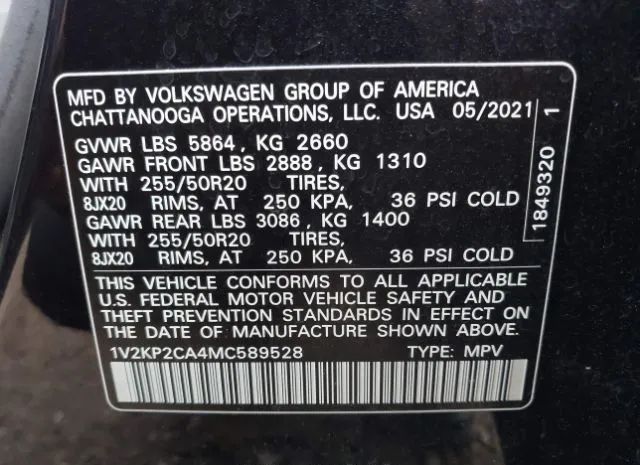 MFD BY VOLKSWAGEN GROUP OF AMERICA
CHATTANOOGA OPERATIONS, LLC. USA 05/2021
GVWR LBS 5864, KG 2660
GAWR FRONT LBS 2888, KG 1310
WITH 255/50R20 TIRES,
8JX20 RIMS, AT 250 KPA, 36 PSI COLD
GAWR REAR LBS 3086, KG 1400
WITH 255/50R20 TIRES,
8JX20 RIMS, AT 250 KPA, 36 PSI COLD
THIS VEHICLE CONFORMS TO ALL APPLICABLE
U.S. FEDERAL MOTOR VEHICLE SAFETY AND
THEFT PREVENTION STANDARDS IN EFFECT ON
THE DATE OF MANUFACTURE SHOWN ABOVE.
1V2KP2CA4MC589528 TYPE: MPV
1849320 1